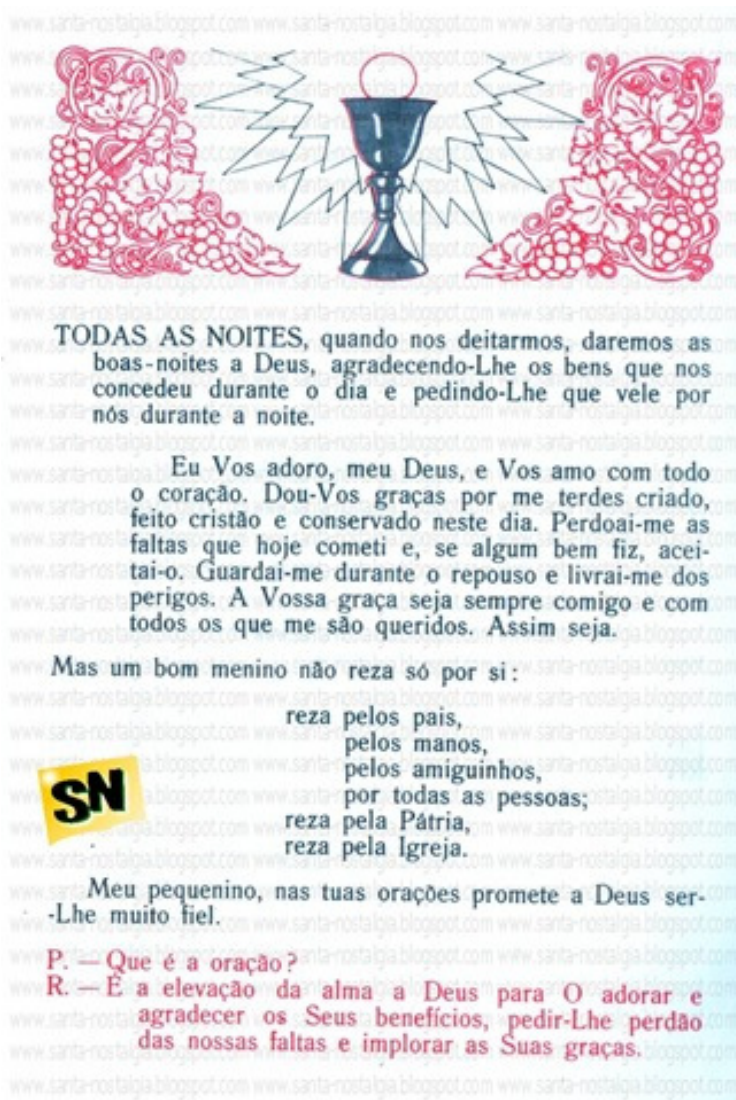 TODAS AS NOITES, quando nos deitarmos, daremos as
boas-noites a Deus, agradecendo-Lhe os bens que nos
concedeu durante o dia e pedindo-Lhe que vele por
nós durante a noite.
Eu Vos adoro, meu Deus, e Vos amo com todo
o coração. Dou-Vos graças por me terdes criado,
feito cristão e conservado neste dia. Perdoai-me as
faltas que hoje cometi e, se algum bem fiz, acei-
tai-o. Guardai-me durante o repouso e livrai-me dos
perigos. A Vossa graça seja sempre comigo e com
todos os que me são queridos. Assim seja.
Mas um bom menino não reza só por si:
reza pelos pais,
pelos manos,
pelos amiguinhos,
por todas as pessoas;
SN
reza pela Pátria,
reza pela Igreja.
Meu pequenino, nas tuas orações promete a Deus ser-
-Lhe muito fiel.
P. — Que é a oração?
R. — É a elevação da alma a Deus para O adorar e
agradecer os Seus benefícios, pedir-Lhe perdão
das nossas faltas e implorar as Suas graças.
www.santa-nostalgia.blogspot.com